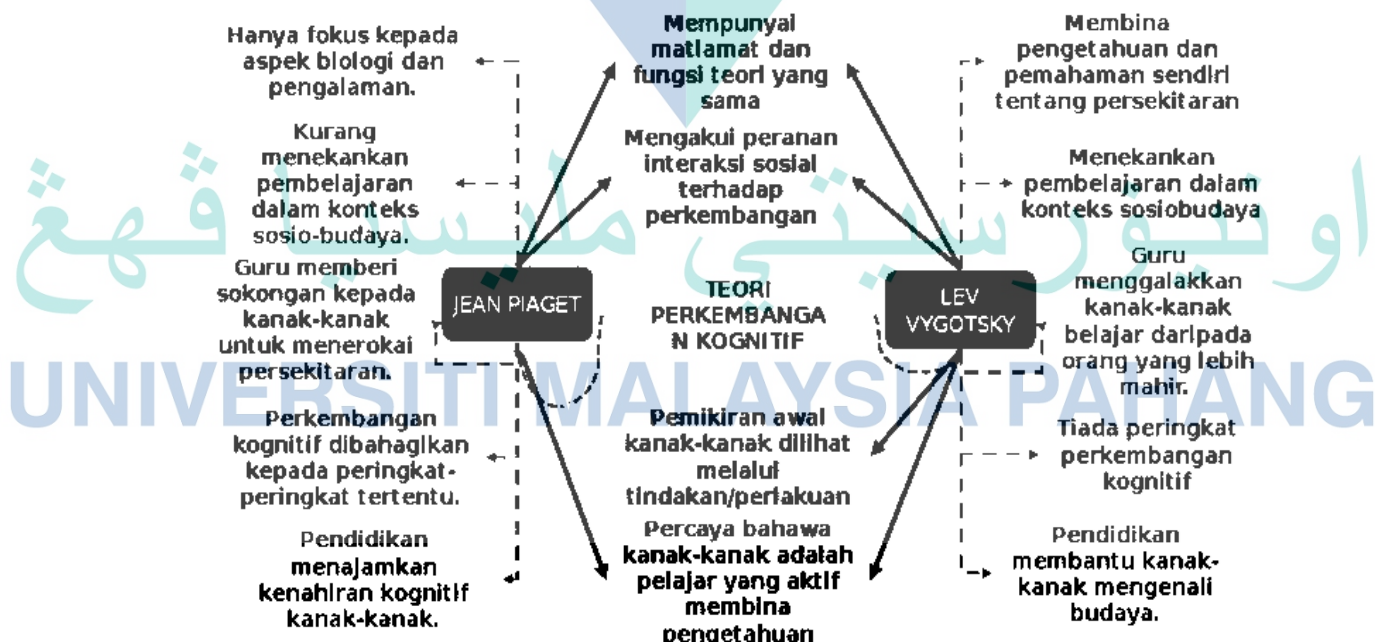 Hanya fokus kepada
aspek biologi dan
pengalaman.
Kurang
menekankan
pembelajaran
dalam konteks
sosio-budaya.
Guru memberi
sokongan kepada
kanak-kanak
untuk menerokai
persekitaran.
Perkembangan
kognitif dibahagikan
kepada peringkat-
peringkat tertentu.
Pendidikan
menajamkan
kenahiran kognitif
kanak-kanak.
JEAN PIAGET
Mempunyai
matlamat dan
fungsi teori yang
sama
Mengakui peranan
interaksi sosial
terhadap
perkembangan
TEORI
PERKEMBANGA
N KOGNITIF
Pemikiran awal
kanak-kanak dilihat
melalui
tindakan/perlakuan
Percaya bahawa
kanak-kanak adalah
pelajar yang aktif
membina
pengetahuan
LEV
VYGOTSKY
Membina
pengetahuan dan
pemahaman sendiri
tentang persekitaran
Menekankan
pembelajaran dalam
konteks sosiobudaya
Guru
menggalakkan
kanak-kanak
belajar daripada
orang yang lebih
mahir.
Tiada peringkat
perkembangan
kognitif
Pendidikan
membantu kanak-
kanak mengenali
budaya.
اونيۏرسيتي مليسيا ڤهڠ
UNIVERSITI MALAYSIA PAHANG